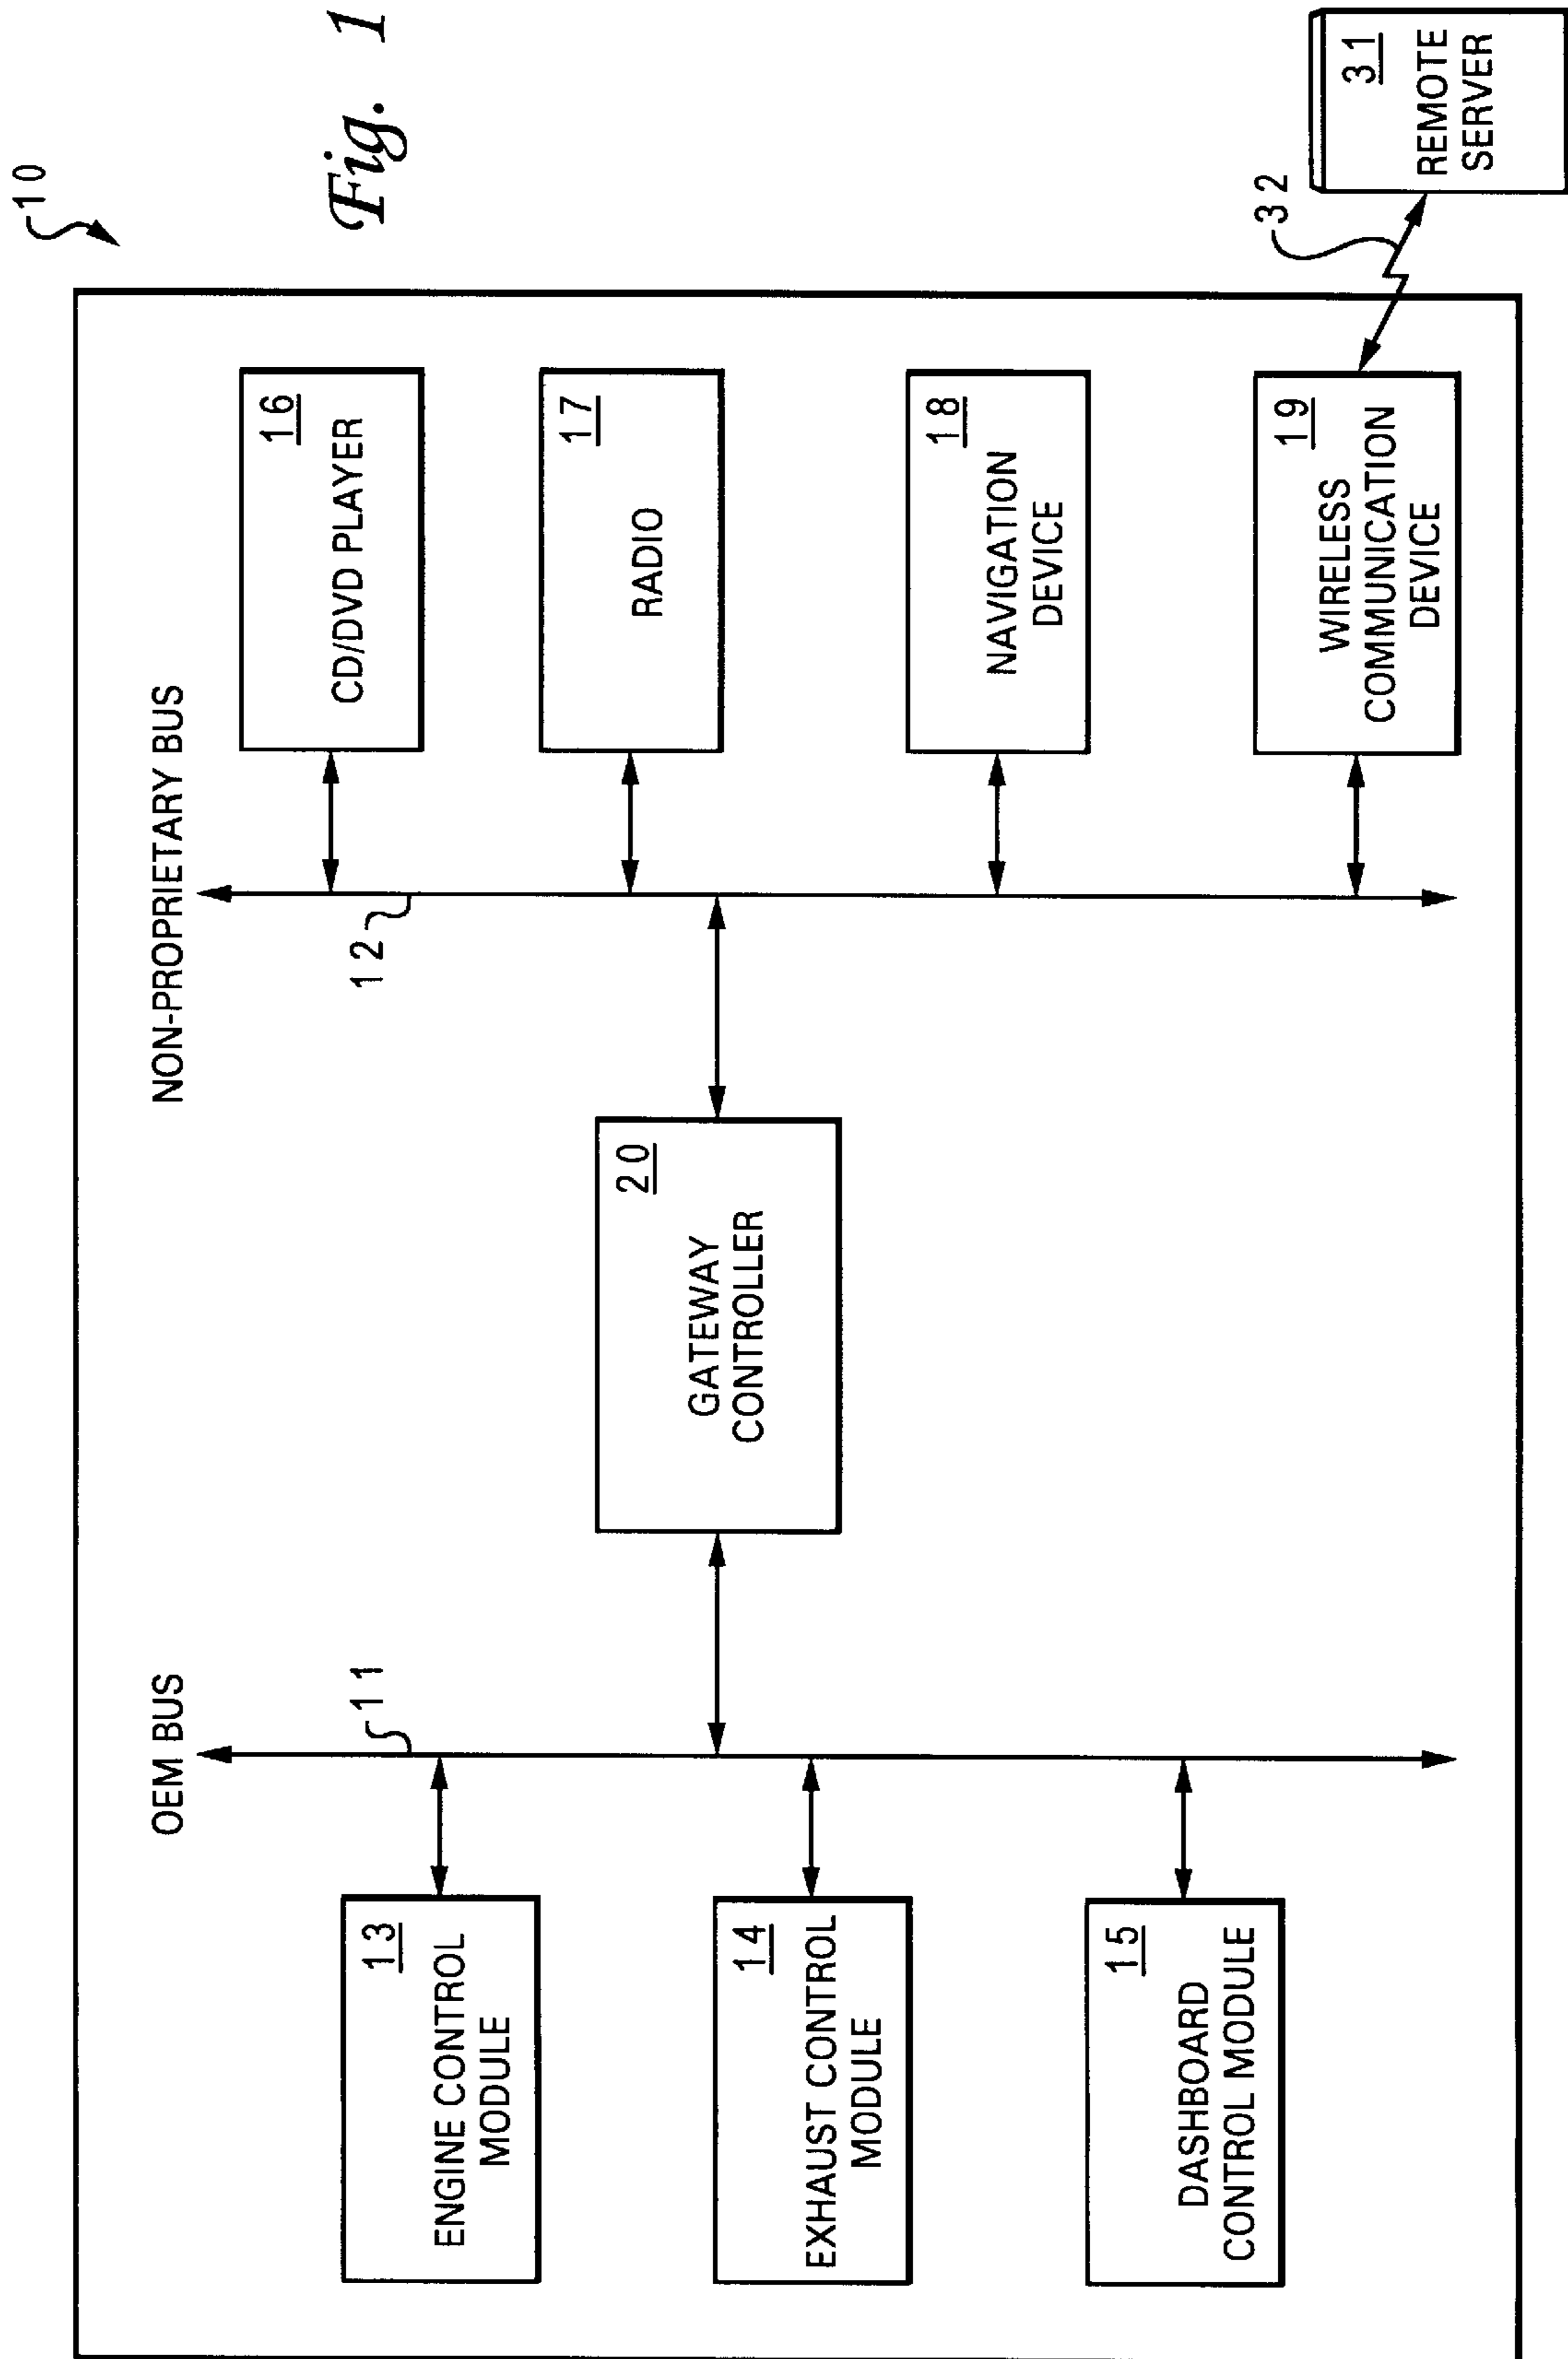 10
Fig. 1
OEM BUS
NON-PROPRIETARY BUS
11
12
13
ENGINE CONTROL
MODULE
14
EXHAUST CONTROL
MODULE
15
DASHBOARD
CONTROL MODULE
20
GATEWAY
CONTROLLER
16
CD/DVD PLAYER
17
RADIO
18
NAVIGATION
DEVICE
19
WIRELESS
COMMUNICATION
DEVICE
32
31
REMOTE
SERVER